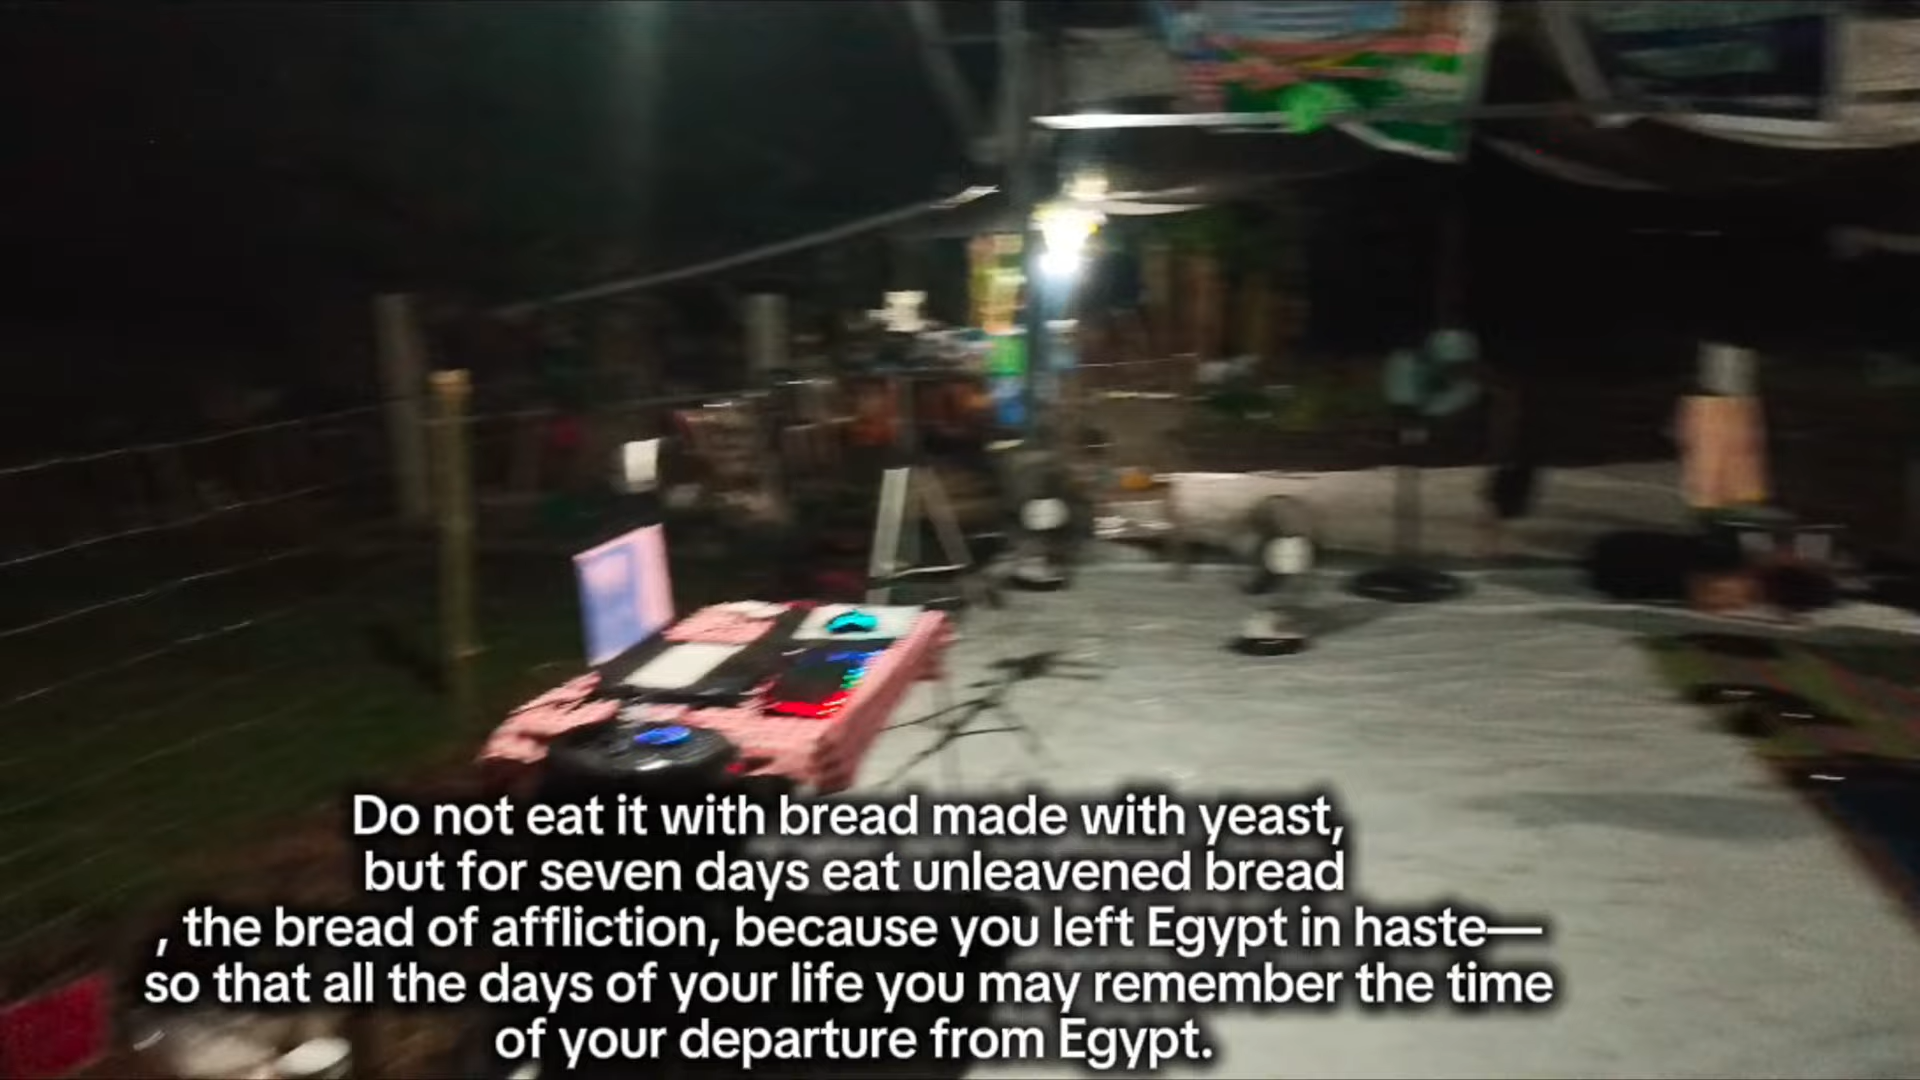 Do not eat it with bread made with yeast,
but for seven days eat unleavened bread
, the bread of affliction, because you left Egypt in haste—
so that all the days of your life you may remember the time
of your departure from Egypt.